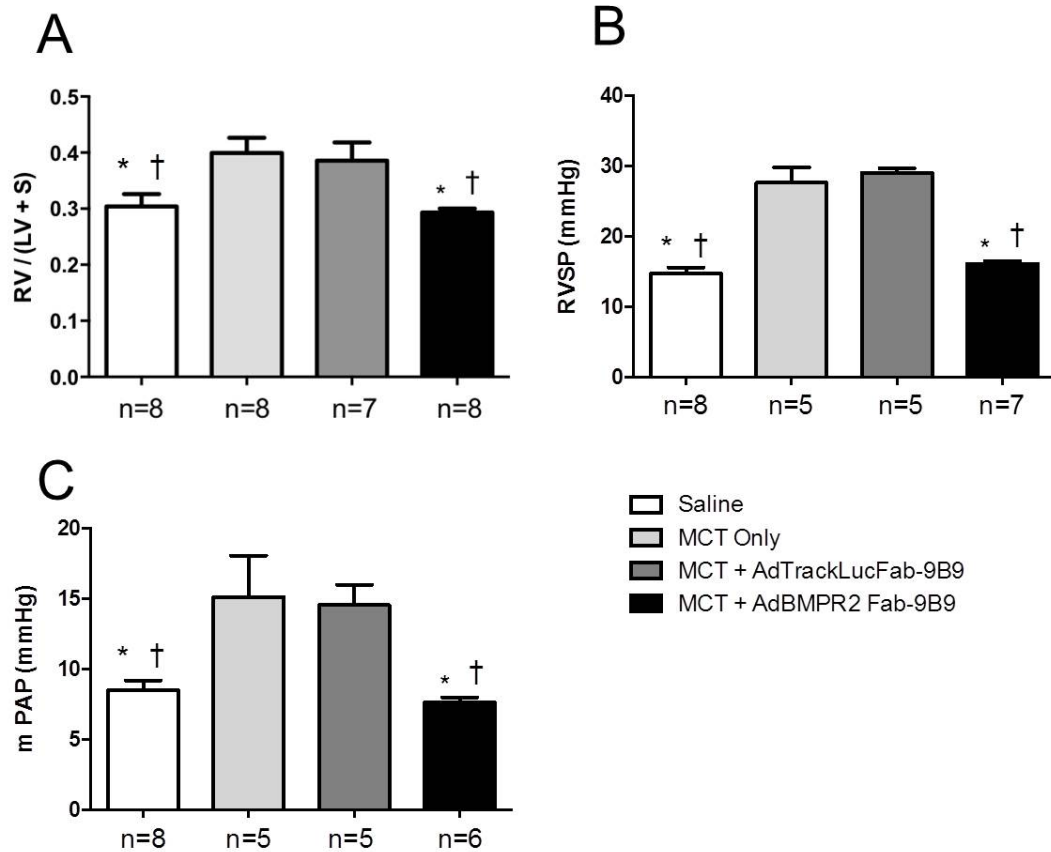 A
RV / (LV + S)
0.5
0.4
0.3
0.2
0.1
0.0
* †
* †
n=8 n=8 n=7 n=8
B
RVSP (mmHg)
40
30
20
10
0
* †
* †
n=8 n=5 n=5 n=7
C
m PAP (mmHg)
20
15
10
5
0
* †
* †
n=8 n=5 n=5 n=6
Saline
MCT Only
MCT + AdTrackLucFab-9B9
MCT + AdBMPR2 Fab-9B9